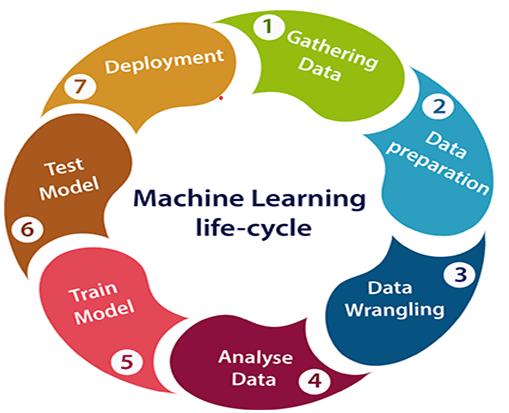 Machine Learning
life-cycle
1
Gathering
Data
2
Data
preparation
3
Data
Wrangling
Analyse
Data
4
Train
Model
5
Test
Model
6
7
Deployment